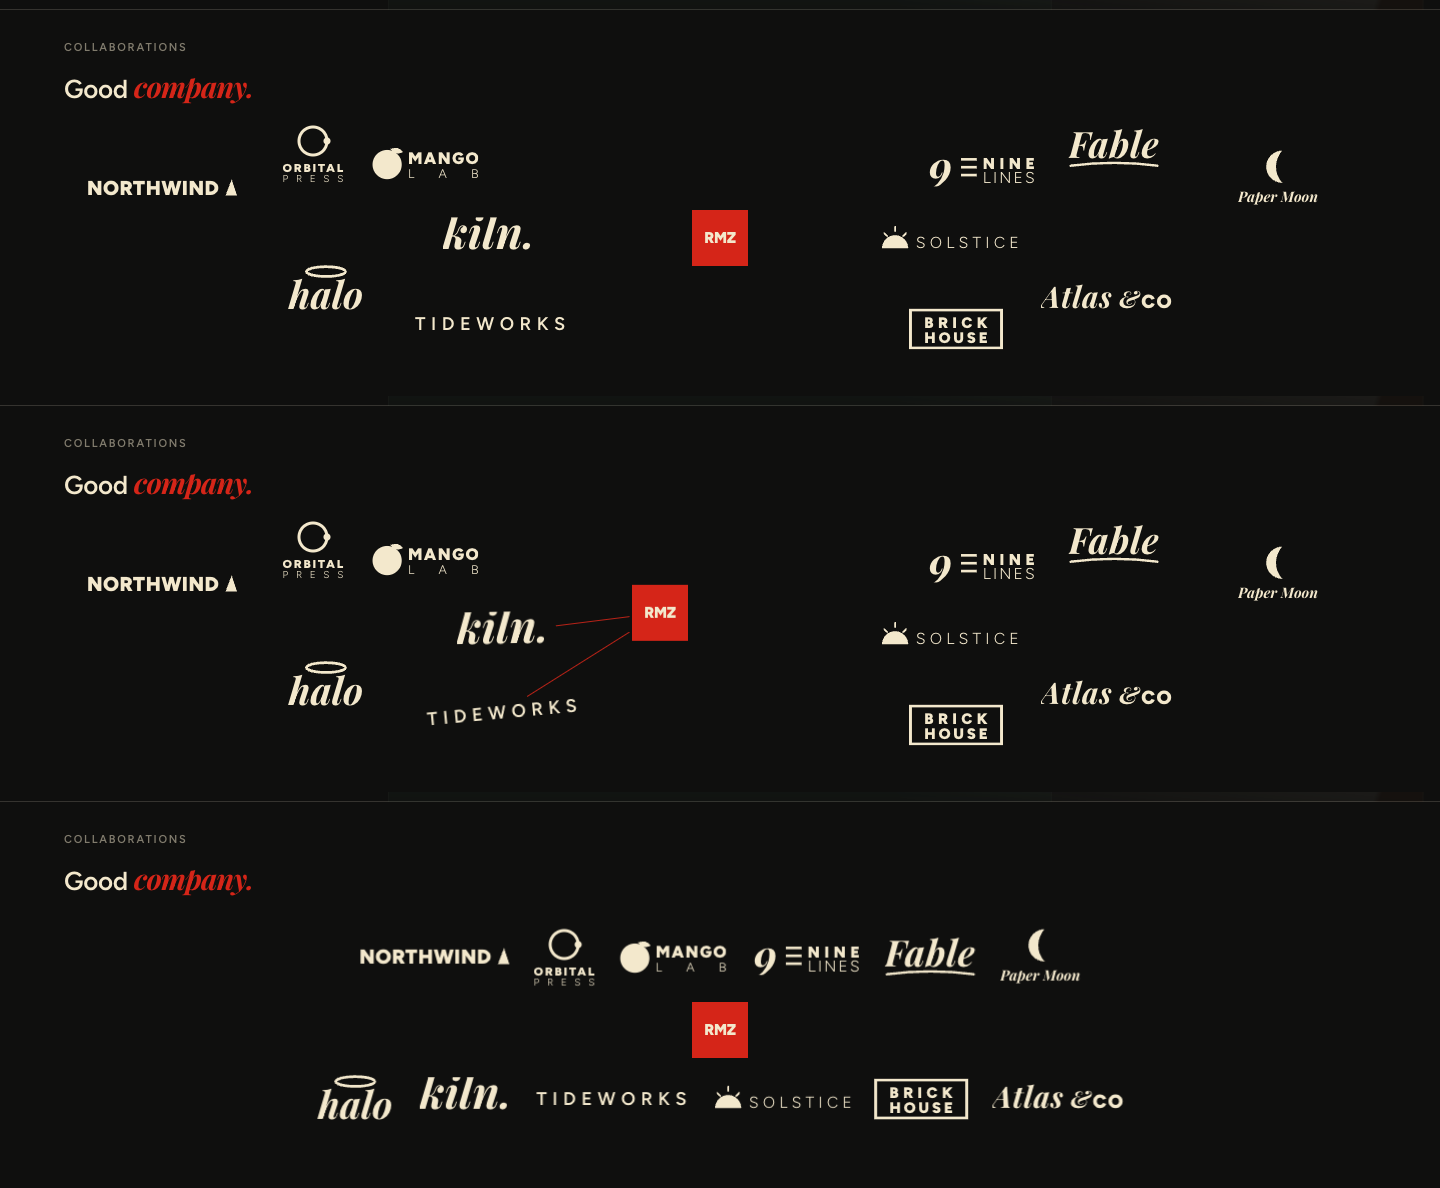 COLLABORATIONS
Good company.
ORBITAL
PRESS
MANGO
LAB
NORTHWIND
kiln.
RMZ
9 NINE
LINES
Fable
Paper Moon
SOLSTICE
halo
TIDEWORKS
Atlas &co
BRICK
HOUSE
COLLABORATIONS
Good company.
ORBITAL
PRESS
MANGO
LAB
NORTHWIND
kiln.
RMZ
9 NINE
LINES
Fable
Paper Moon
SOLSTICE
halo
TIDEWORKS
Atlas &co
BRICK
HOUSE
COLLABORATIONS
Good company.
NORTHWIND
ORBITAL
PRESS
MANGO
LAB
9 NINE
LINES
Fable
Paper Moon
RMZ
halo
kiln.
TIDEWORKS
SOLSTICE
BRICK
HOUSE
Atlas &co